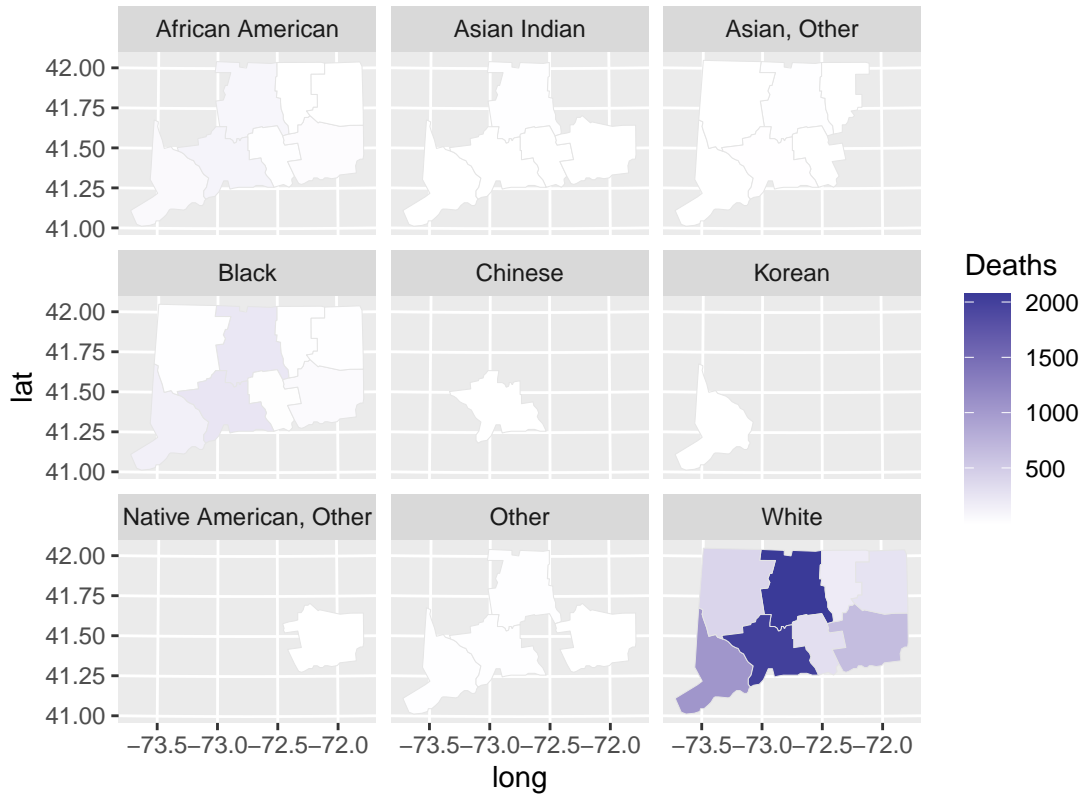 African American Asian Indian Asian, Other
42.00
41.75
41.50
41.25
41.00
Black Chinese Korean
42.00
41.75
41.50
41.25
41.00
Native American, Other Other White
42.00
41.75
41.50
41.25
41.00
−73.5−73.0−72.5−72.0 −73.5−73.0−72.5−72.0 −73.5−73.0−72.5−72.0
long
lat
Deaths
2000
1500
1000
500